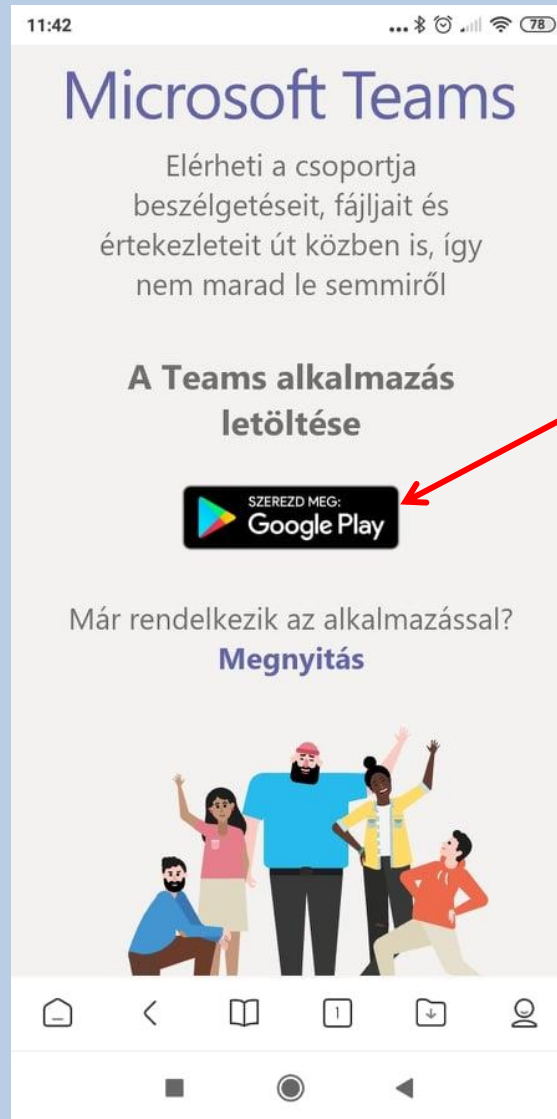 11:42
78
Microsoft Teams
Elérheti a csoportja
beszélgetéseit, fájljait és
értekezleteit út közben is, így
nem marad le semmiről
A Teams alkalmazás
letöltése
SZEREZD MEG:
Google Play
Már rendelkezik az alkalmazással?
Megnyitás
1